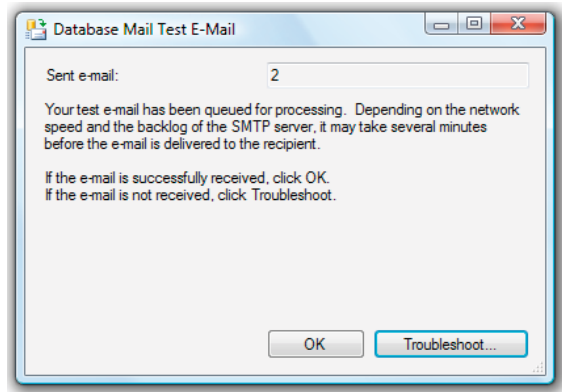 Database Mail Test E-Mail
Sent e-mail: 2
Your test e-mail has been queued for processing. Depending on the network
speed and the backlog of the SMTP server, it may take several minutes
before the e-mail is delivered to the recipient.
If the e-mail is successfully received, click OK.
If the e-mail is not received, click Troubleshoot.
OK Troubleshoot...